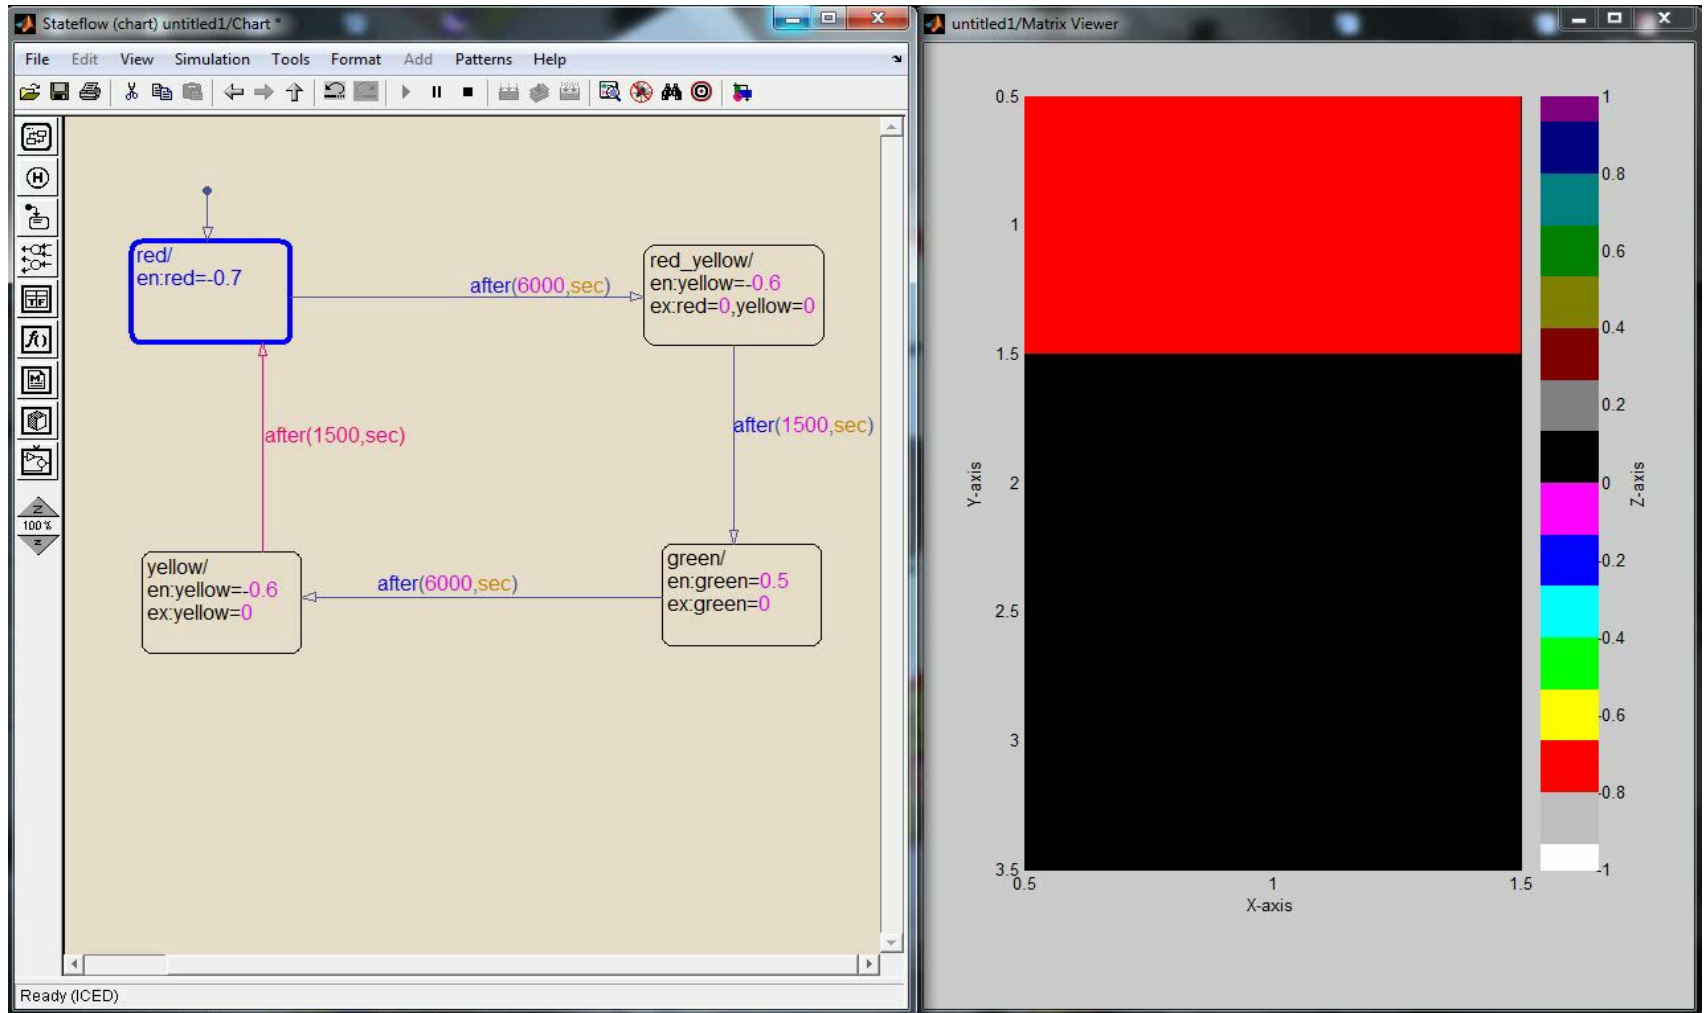 Stateflow (chart) untitled1/Chart *
File Edit View Simulation Tools Format Add Patterns Help
100 %
red/
en:red=-0.7
after(6000,sec)
red_yellow/
en:yellow=-0.6
ex:red=0,yellow=0
after(1500,sec)
after(1500,sec)
yellow/
en:yellow=-0.6
ex:yellow=0
after(6000,sec)
green/
en:green=0.5
ex:green=0
Ready (ICED)
untitled1/Matrix Viewer
0.5
1
1.5
2
2.5
3
3.5
Y-axis
0.5
1
1.5
X-axis
1
0.8
0.6
0.4
0.2
0
-0.2
-0.4
-0.6
-0.8
-1
Z-axis